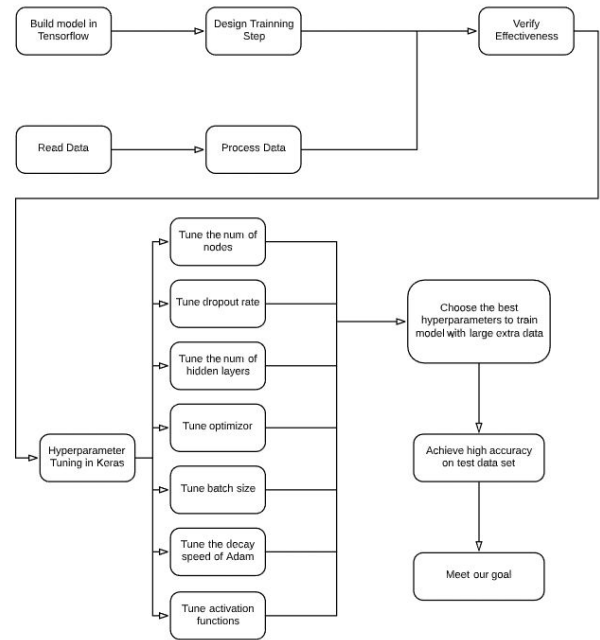 Build model in
Tensorflow
Design Trainning
Step
Verify
Effectiveness
Read Data
Process Data
Tune the num of
nodes
Tune dropout rate
Tune the num of
hidden layers
Tune optimizor
Tune batch size
Tune the decay
speed of Adam
Tune activation
functions
Hyperparameter
Tuning in Keras
Choose the best
hyperparameters to train
model with large extra data
Achieve high accuracy
on test data set
Meet our goal